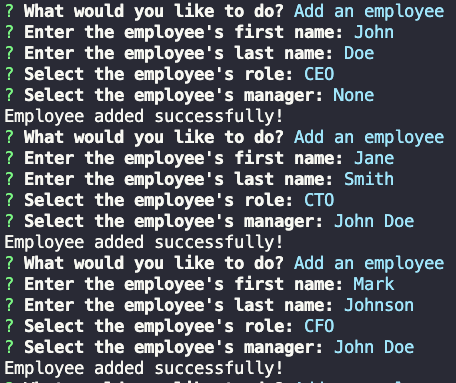 ? What would you like to do? Add an employee
? Enter the employee's first name: John
? Enter the employee's last name: Doe
? Select the employee's role: CEO
? Select the employee's manager: None
Employee added successfully!
? What would you like to do? Add an employee
? Enter the employee's first name: Jane
? Enter the employee's last name: Smith
? Select the employee's role: CTO
? Select the employee's manager: John Doe
Employee added successfully!
? What would you like to do? Add an employee
? Enter the employee's first name: Mark
? Enter the employee's last name: Johnson
? Select the employee's role: CFO
? Select the employee's manager: John Doe
Employee added successfully!